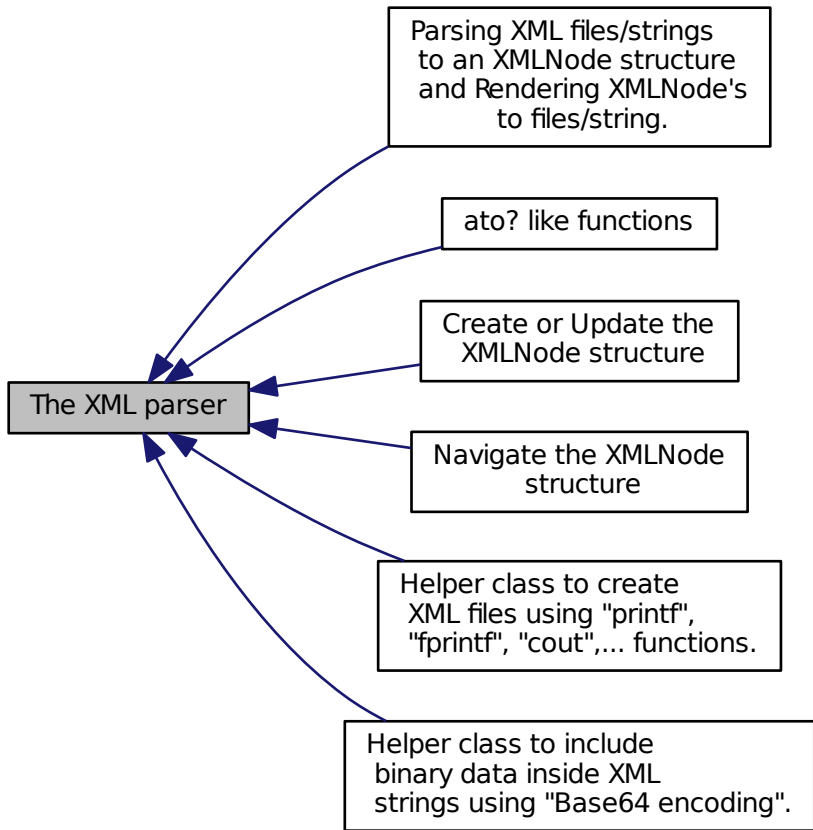 Parsing XML files/strings
to an XMLNode structure
and Rendering XMLNode's
to files/string.
ato? like functions
Create or Update the
XMLNode structure
The XML parser
Navigate the XMLNode
structure
Helper class to create
XML files using "printf",
"fprintf", "cout",... functions.
Helper class to include
binary data inside XML
strings using "Base64 encoding".